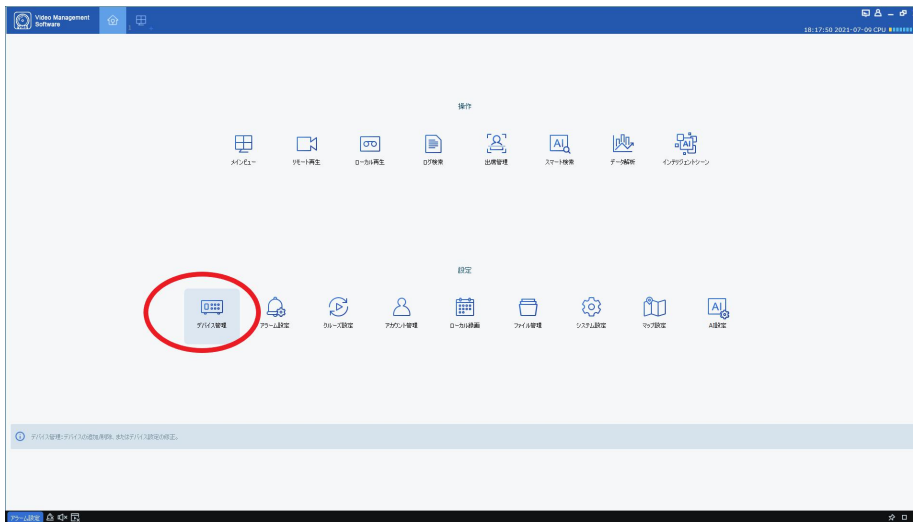 Video Management
Software
18:17:50 2021-07-09 CPU
操作
メインビュー
リモート再生
ローカル再生
ログ検索
出席管理
スマート検索
データ解析
インテリジェントシーン
設定
デバイス管理
アラーム設定
クルーズ設定
アカウント管理
ローカル録画
ファイル管理
システム設定
マップ設定
AI設定
デバイス管理:デバイスの追加/削除、またはデバイス設定の修正。
アラーム設定